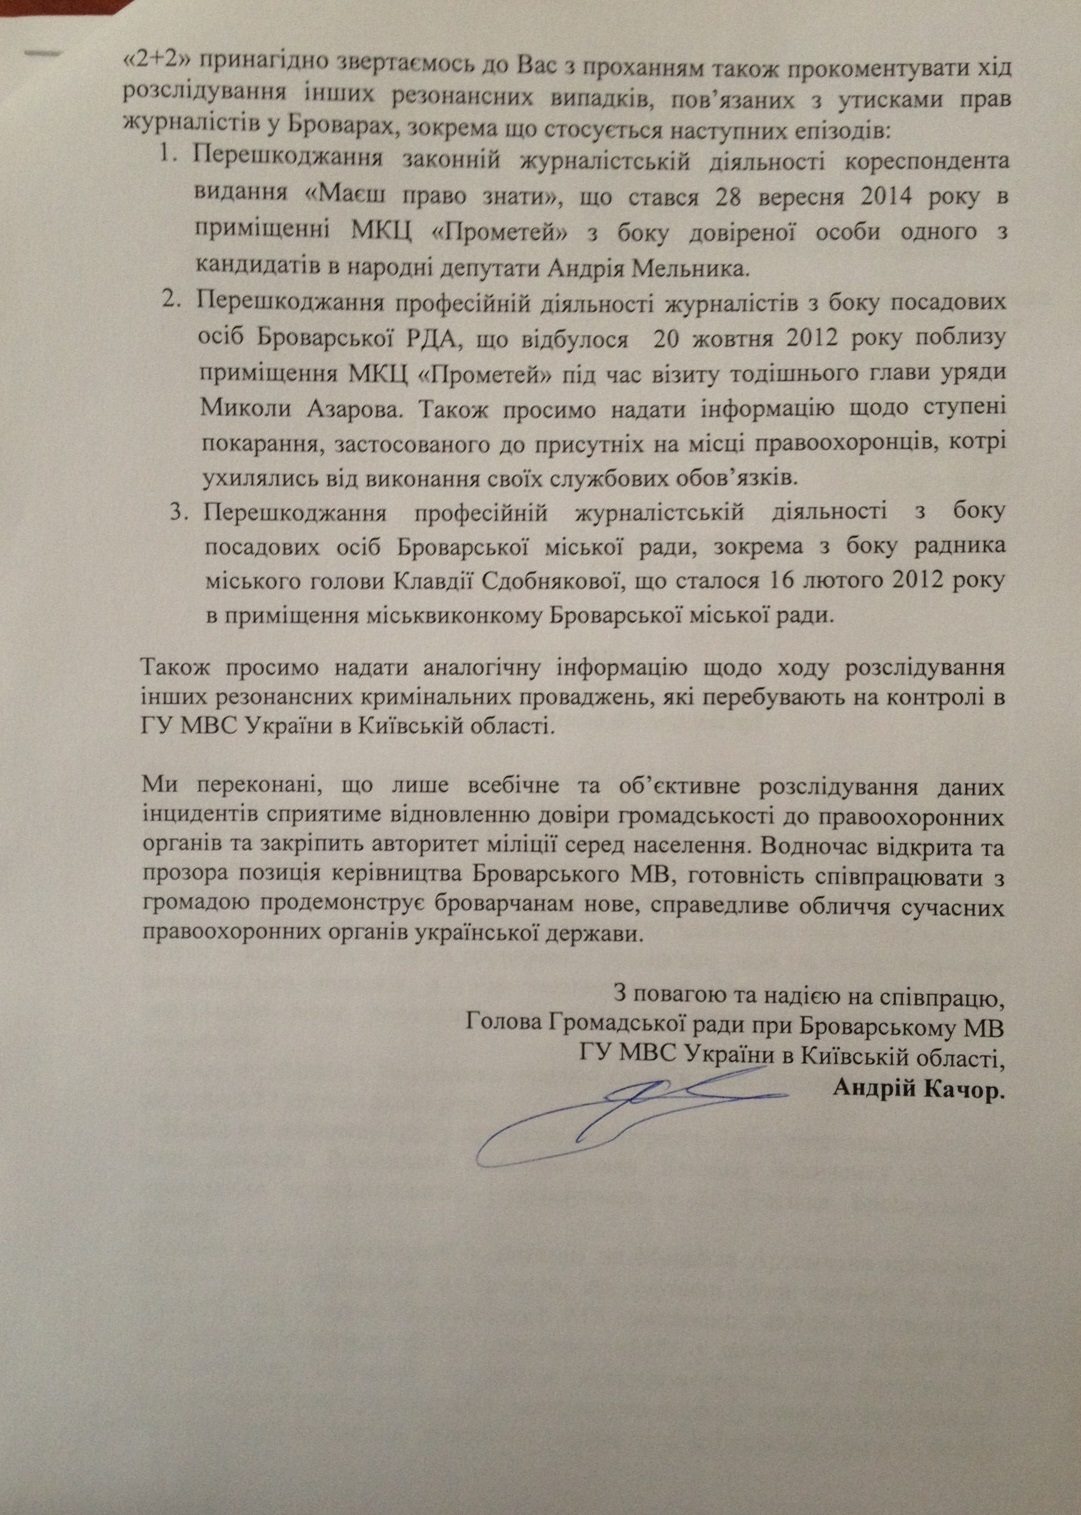 «2+2» принагідно звертаємось до Вас з проханням також прокоментувати хід
розслідування інших резонансних випадків, пов’язаних з утисками прав
журналістів у Броварах, зокрема що стосується наступних епізодів:
1. Перешкоджання законній журналістській діяльності кореспондента
видання «Маєш право знати», що стався 28 вересня 2014 року в
приміщенні МКЦ «Прометей» з боку довіреної особи одного з
кандидатів в народні депутати Андрія Мельника.
2. Перешкоджання професійній діяльності журналістів з боку посадових
осіб Броварської РДА, що відбулося 20 жовтня 2012 року поблизу
приміщення МКЦ «Прометей» під час візиту тодішнього глави уряди
Миколи Азарова. Також просимо надати інформацію щодо ступені
покарання, застосованого до присутніх на місці правоохоронців, котрі
ухилялись від виконання своїх службових обов’язків.
3. Перешкоджання професійній журналістській діяльності з боку
посадових осіб Броварської міської ради, зокрема з боку радника
міського голови Клавдії Сдобнякової, що сталося 16 лютого 2012 року
в приміщення міськвиконкому Броварської міської ради.
Також просимо надати аналогічну інформацію щодо ходу розслідування
інших резонансних кримінальних проваджень, які перебувають на контролі в
ГУ МВС України в Київській області.
Ми переконані, що лише всебічне та об’єктивне розслідування даних
інцидентів сприятиме відновленню довіри громадськості до правоохоронних
органів та закріпить авторитет міліції серед населення. Водночас відкрита та
прозора позиція керівництва Броварського МВ, готовність співпрацювати з
громадою продемонструє броварчанам нове, справедливе обличчя сучасних
правоохоронних органів української держави.
З повагою та надією на співпрацю,
Голова Громадської ради при Броварському МВ
ГУ МВС України в Київській області,
Андрій Качор.